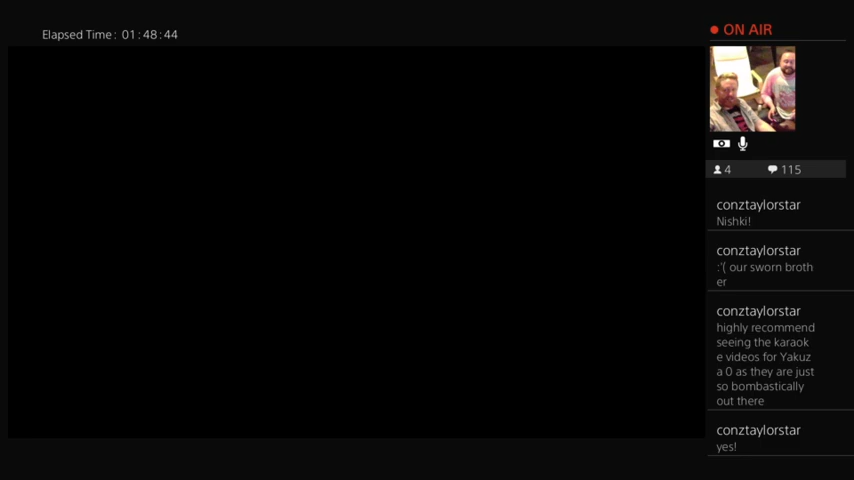 Elapsed Time: 01:48:44
ON AIR
4
115
conztaylorstar
Nishki!
conztaylorstar
:'( our sworn broth
er
conztaylorstar
highly recommend
seeing the karaok
e videos for Yakuz
a 0 as they are just
so bombastically
out there
conztaylorstar
yes!